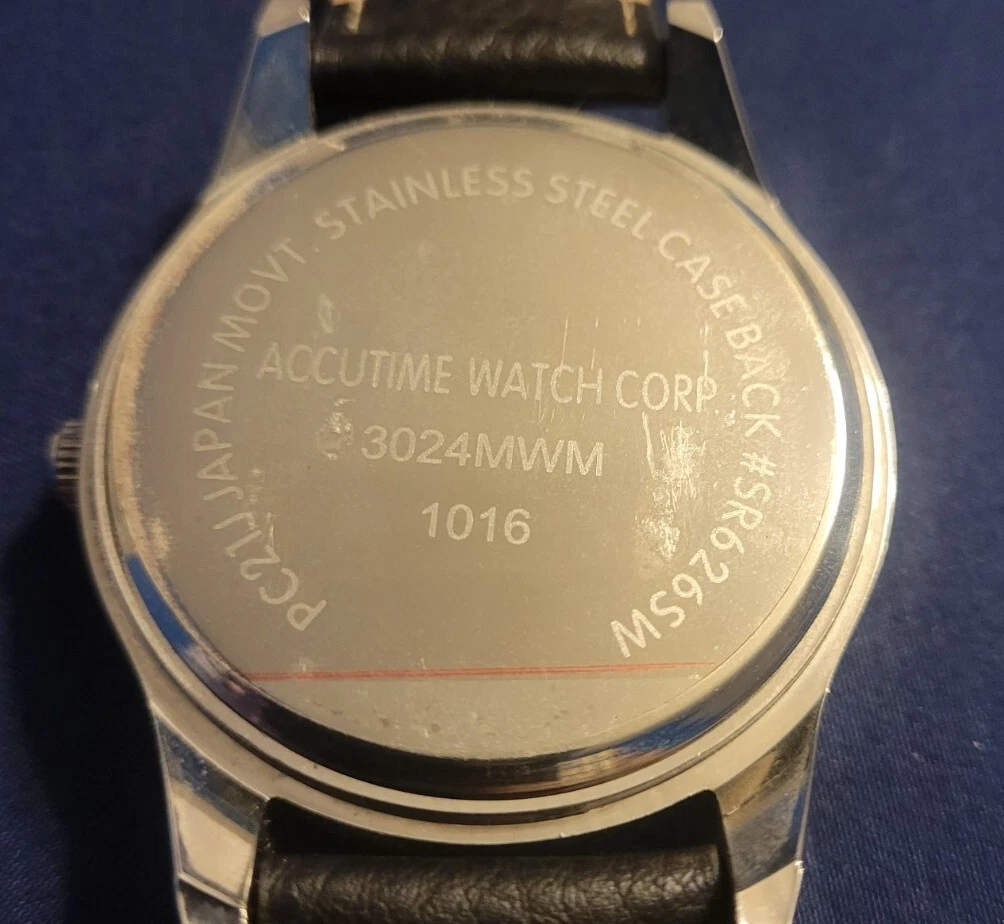 PC21J JAPAN MOVT. STAINLESS STEEL CASE BACK #SR626SW
ACCUTIME WATCH CORP.
3024MWM
1016